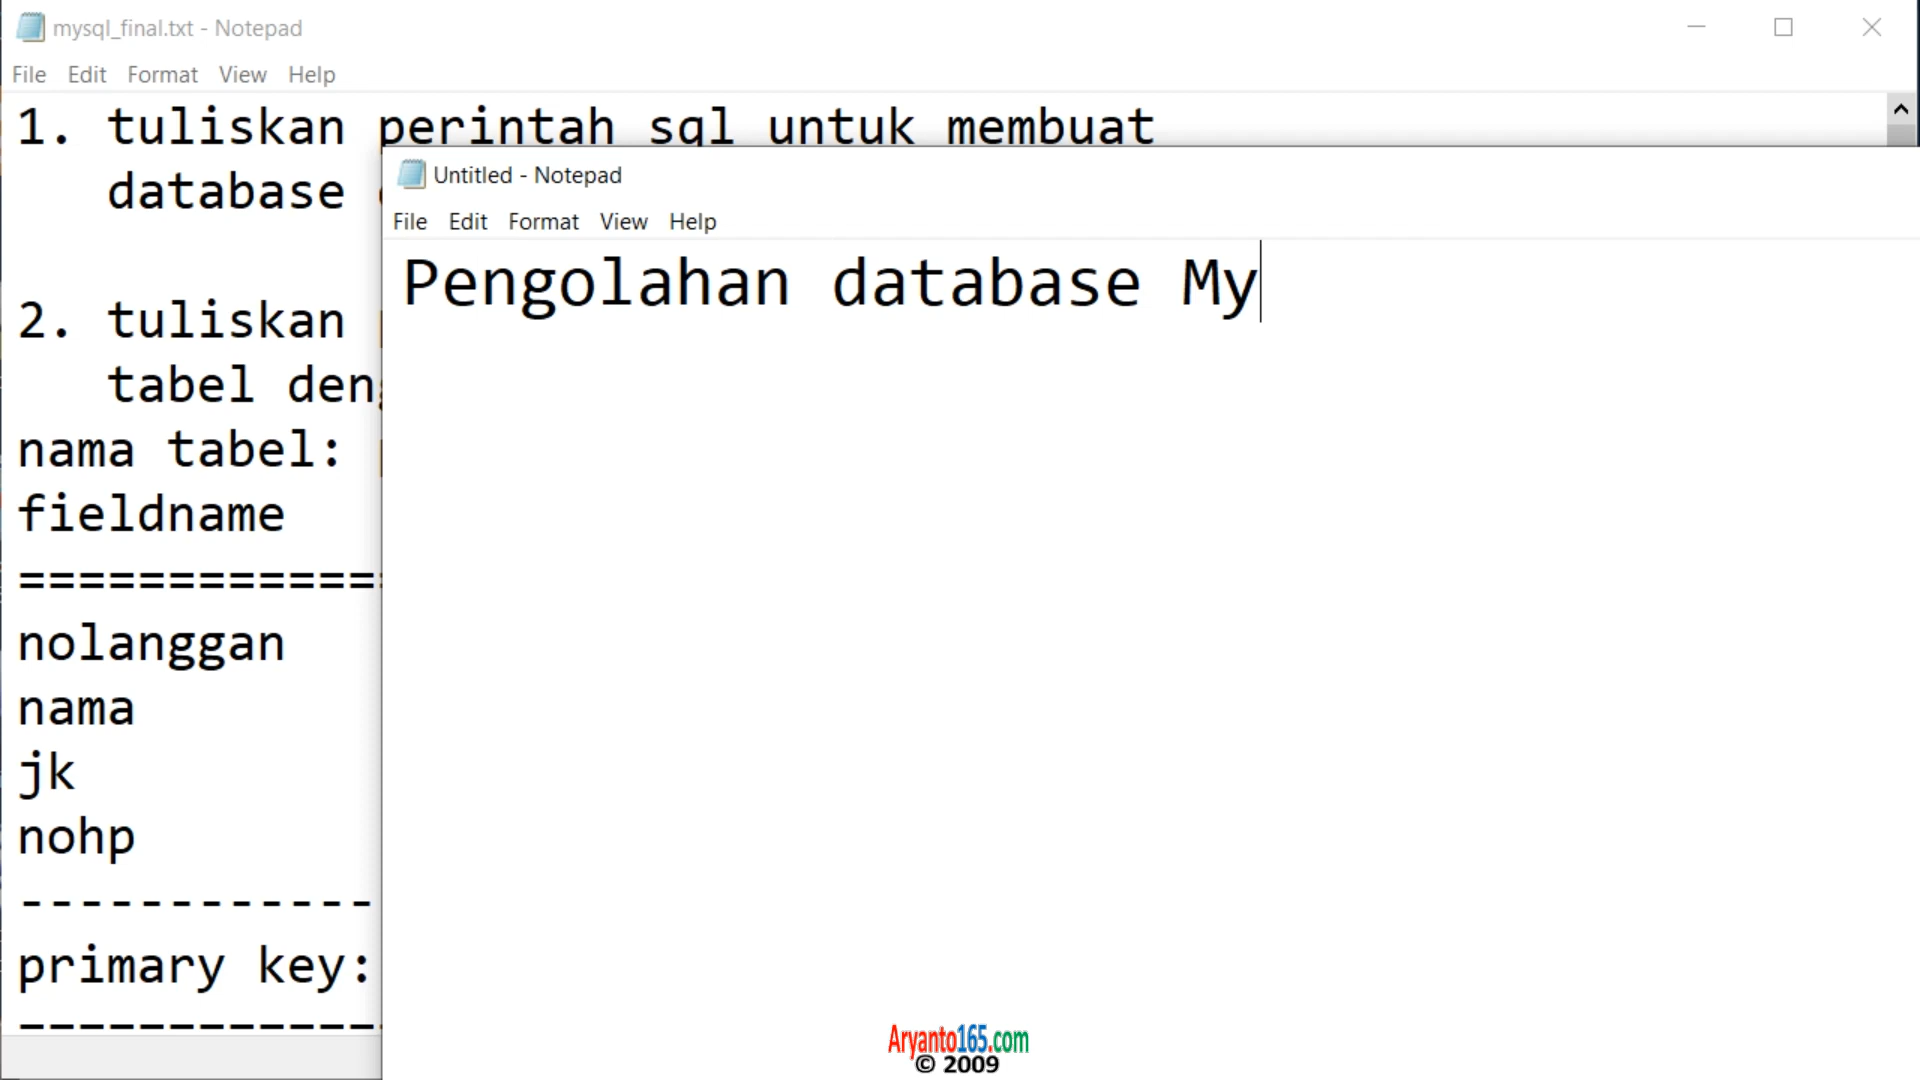 mysql_final.txt - Notepad
File Edit Format View Help
1. tuliskan perintah sql untuk membuat
database
2. tuliskan
tabel
nama tabel:
fieldname
=============
nolanggan
nama
jk
nohp
------------
primary key:
Untitled - Notepad
File Edit Format View Help
Pengolahan database My
Aryanto165.com
© 2009